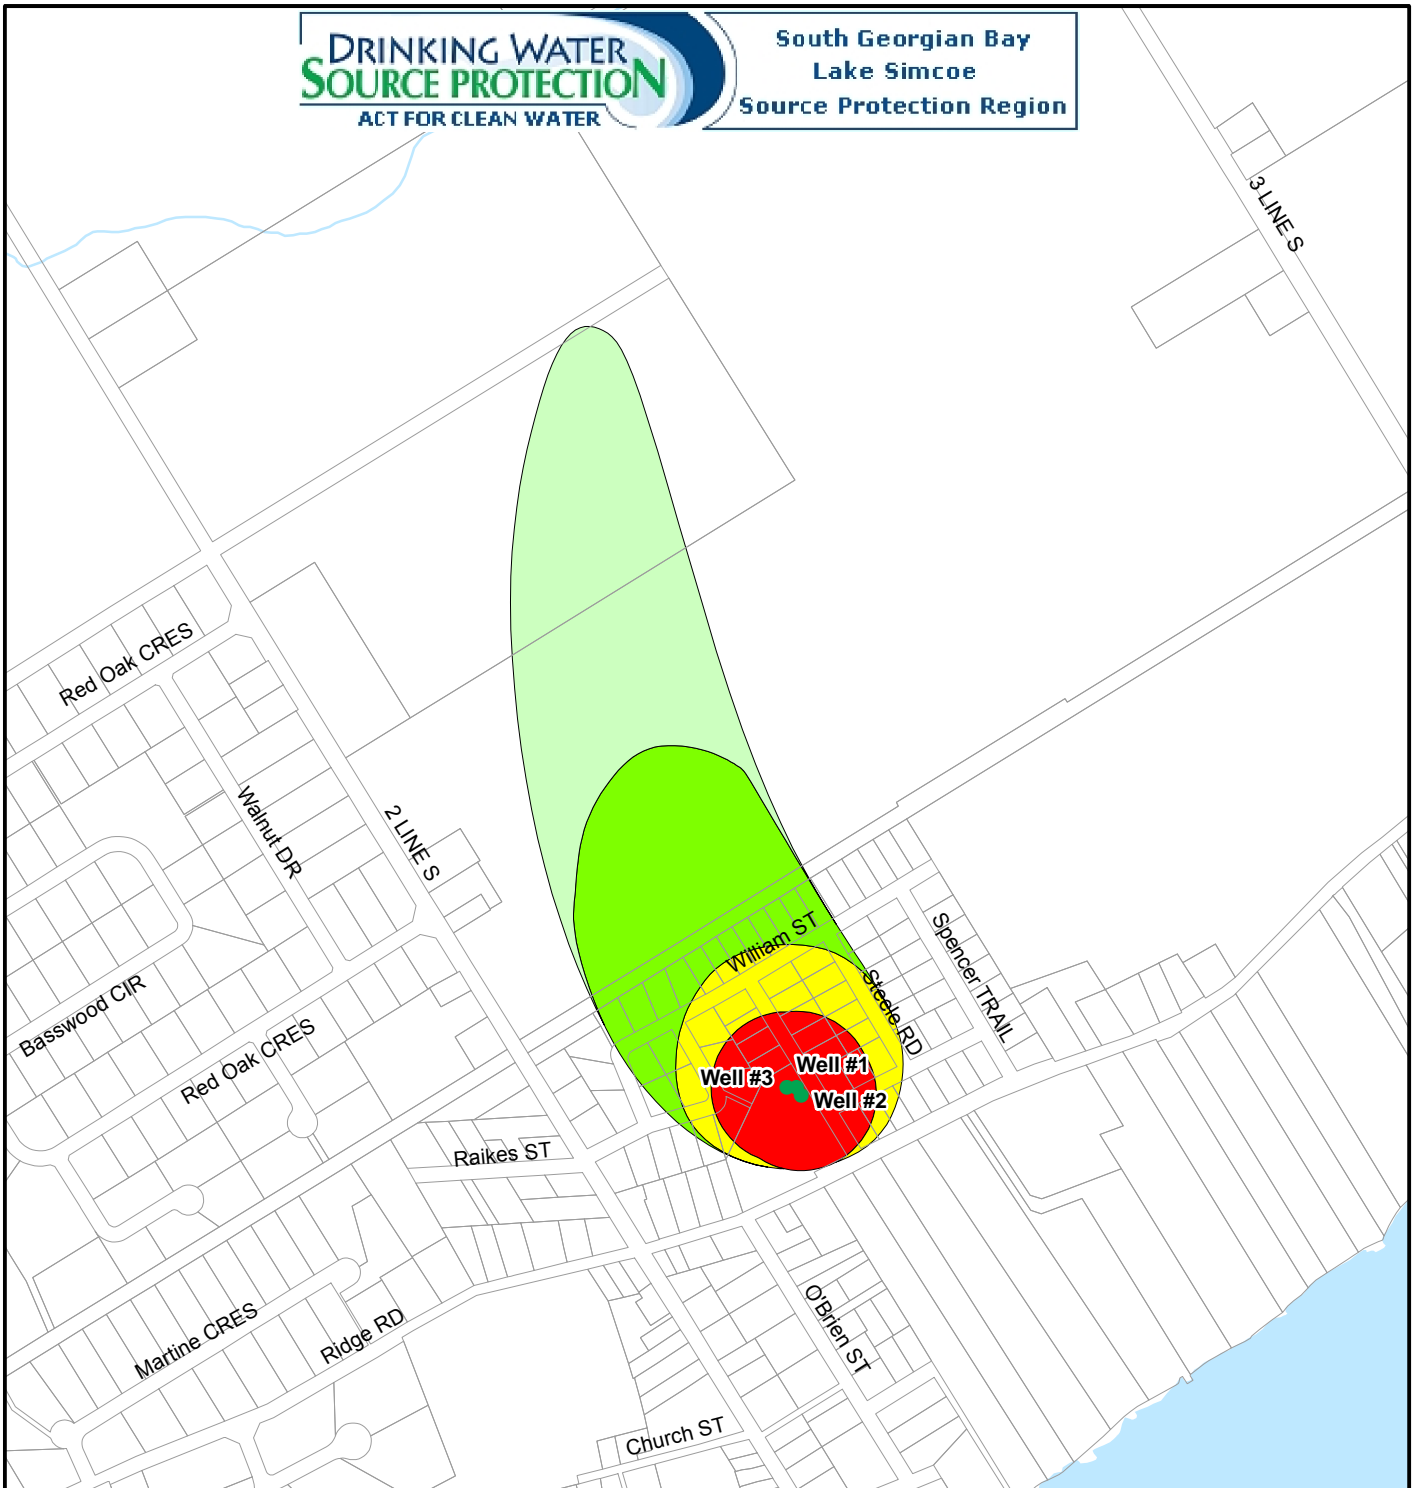 DRINKING WATER
SOURCE PROTECTION
ACT FOR CLEAN WATER
South Georgian Bay
Lake Simcoe
Source Protection Region
3 LINE S
Red Oak CRES
Walnut DR
2 LINE S
William ST
Spencer TRAIL
Steele RD
Basswood CIR
Red Oak CRES
Well #1
Well #3
Well #2
Raikes ST
O'Brien ST
Martine CRES
Ridge RD
Church ST